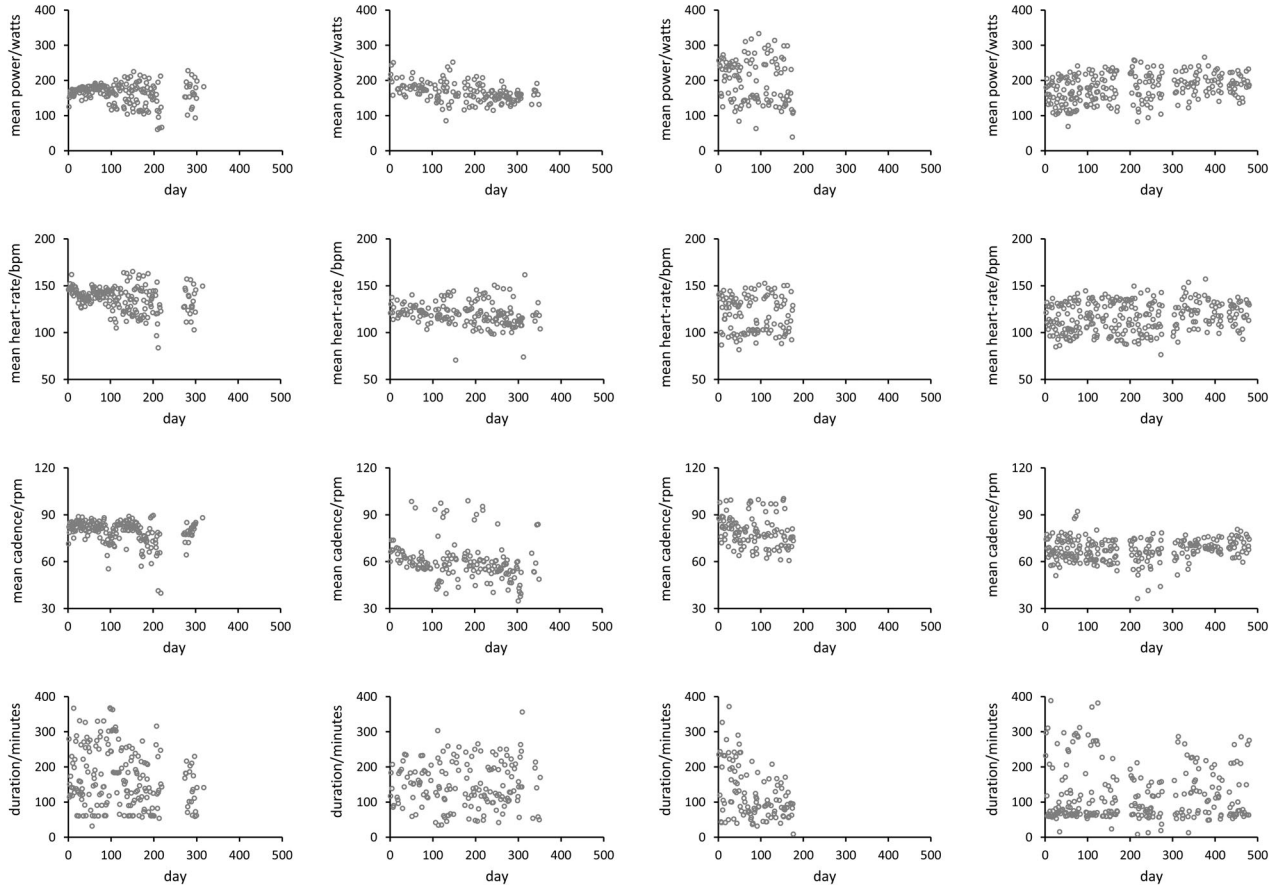 mean power/watts
400
300
200
100
0
0 100 200 300 400 500
day
mean power/watts
400
300
200
100
0
0 100 200 300 400 500
day
mean power/watts
400
300
200
100
0
0 100 200 300 400 500
day
mean power/watts
400
300
200
100
0
0 100 200 300 400 500
day
mean heart-rate/bpm
200
150
100
50
0 100 200 300 400 500
day
mean heart-rate /bpm
200
150
100
50
0 100 200 300 400 500
day
mean heart-rate/bpm
200
150
100
50
0 100 200 300 400 500
day
mean heart-rate/bpm
200
150
100
50
0 100 200 300 400 500
day
mean cadence/rpm
120
90
60
30
0 100 200 300 400 500
day
mean cadence/rpm
120
90
60
30
0 100 200 300 400 500
day
mean cadence/rpm
120
90
60
30
0 100 200 300 400 500
day
mean cadence/rpm
120
90
60
30
0 100 200 300 400 500
day
duration/minutes
400
300
200
100
0
0 100 200 300 400 500
day
duration/minutes
400
300
200
100
0
0 100 200 300 400 500
day
duration/minutes
400
300
200
100
0
0 100 200 300 400 500
day
duration/minutes
400
300
200
100
0
0 100 200 300 400 500
day